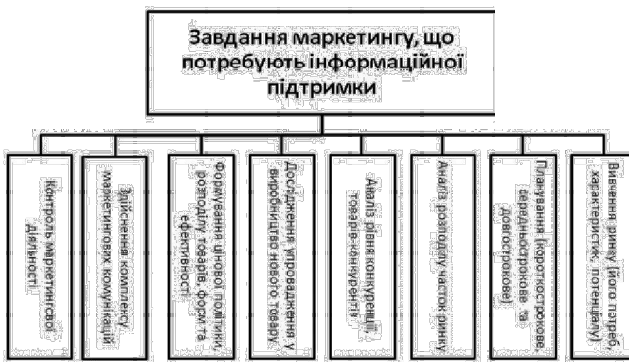 Завдання маркетингу, що
потребують інформаційної
підтримки
Контроль маркетингової
діяльності
Здійснення комплексу
маркетингових комунікацій
Формування цінової політики,
розподілу товарів, форм та
ефективності
Дослідження упровадження у
виробництво нового товару
Аналіз рівня конкуренції,
товарів-конкурентів
Аналіз розподілу часток ринку
Планування (короткострокове,
середньострокове та
довгострокове)
Вивчання ринку (його потреб,
характеристик, потенціалу)